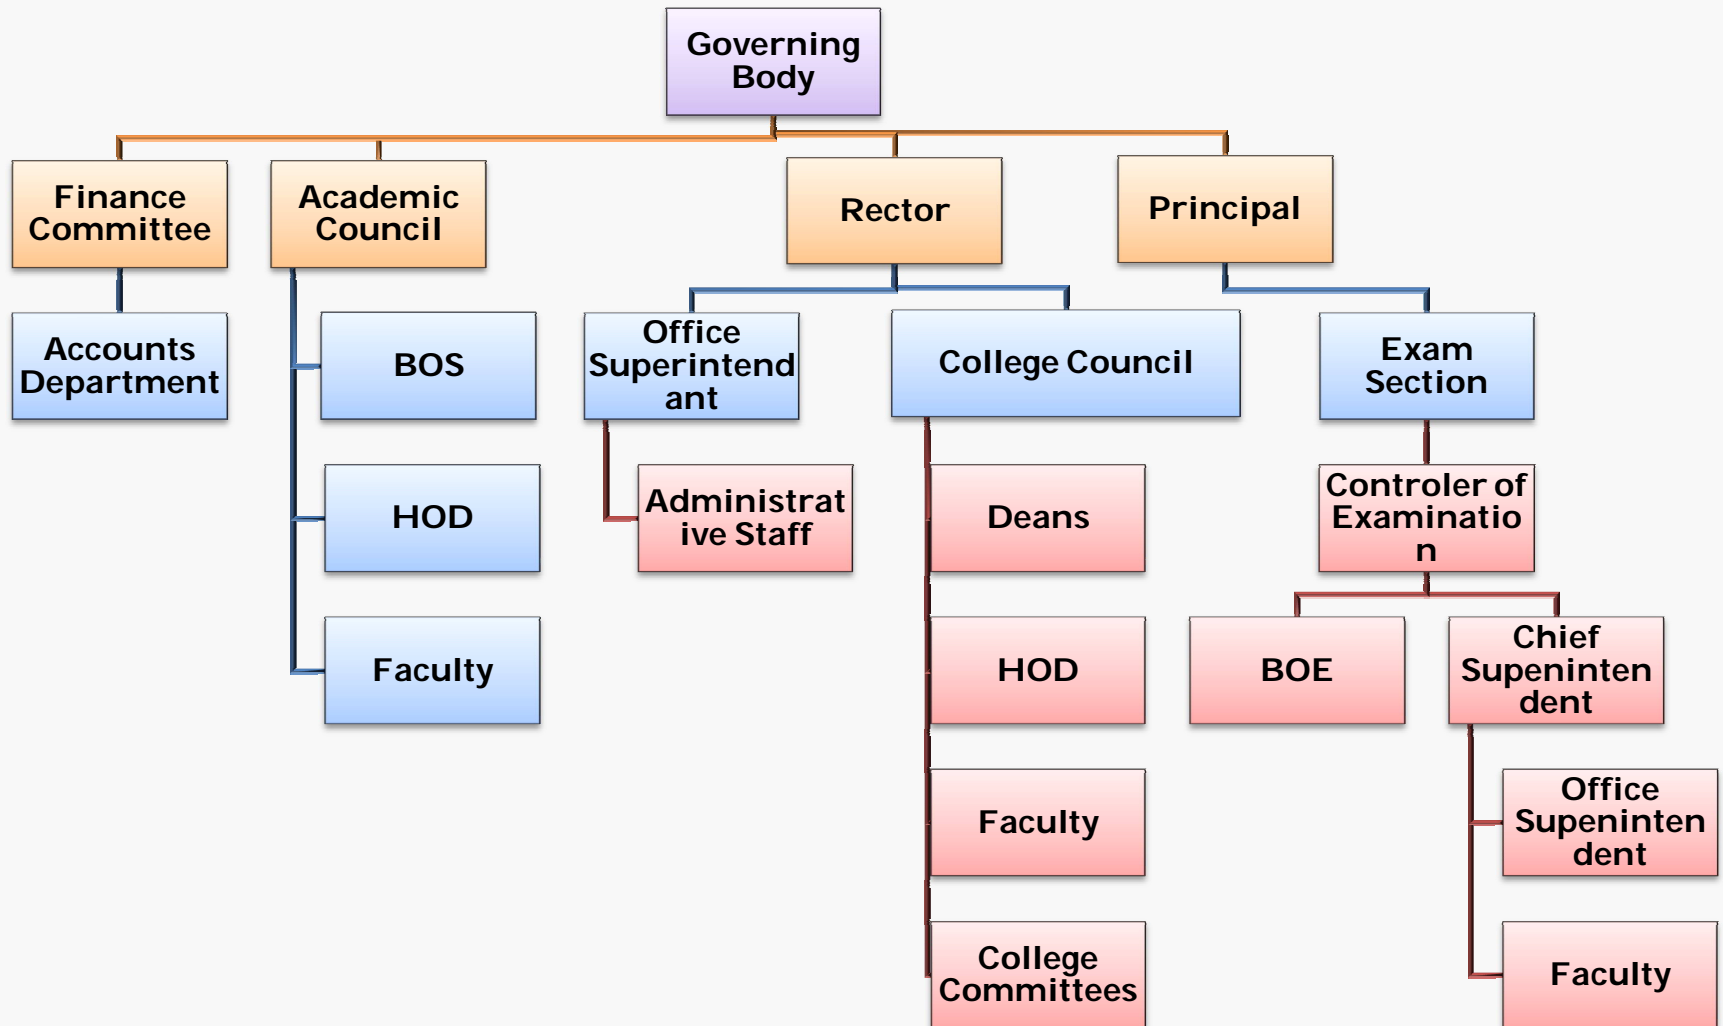 Governing
Body
Finance
Committee
Academic
Council
Rector
Principal
Accounts
Department
BOS
Office
Superintend
ant
College Council
Exam
Section
HOD
Administrat
ive Staff
Deans
Controler of
Examinatio
n
Faculty
HOD
BOE
Chief
Supeninten
dent
Faculty
Office
Supeninten
dent
College
Committees
Faculty